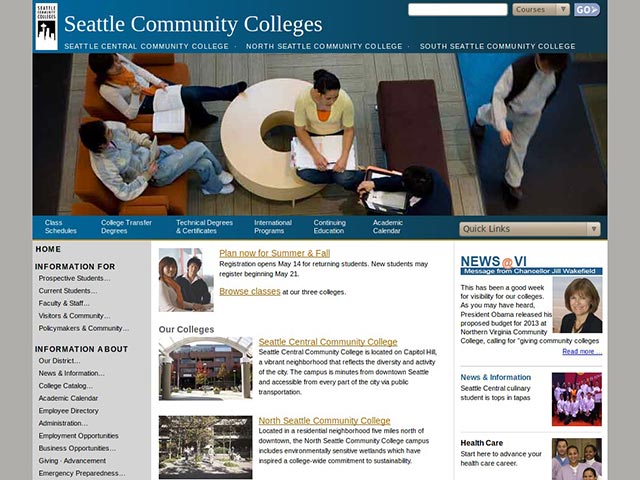 SEATTLE
COMMUNITY
COLLEGES
Seattle Community Colleges
Courses
GO
SEATTLE CENTRAL COMMUNITY COLLEGE · NORTH SEATTLE COMMUNITY COLLEGE · SOUTH SEATTLE COMMUNITY COLLEGE
Class
Schedules
College Transfer
Degrees
Technical Degrees
& Certificates
International
Programs
Continuing
Education
Academic
Calendar
Quick Links
HOME
INFORMATION FOR
Prospective Students...
Current Students...
Faculty & Staff...
Visitors & Community...
Policymakers & Community...
INFORMATION ABOUT
Our District...
News & Information...
College Catalog...
Academic Calendar
Employee Directory
Administration...
Employment Opportunities
Business Opportunities...
Giving - Advancement
Emergency Preparedness...
Plan now for Summer & Fall
Registration opens May 14 for returning students. New students may
register beginning May 21.
Browse classes at our three colleges.
Our Colleges
Seattle Central Community College
Seattle Central Community College is located on Capitol Hill,
a vibrant neighborhood that reflects the diversity and activity
of the city. The campus is minutes from downtown Seattle
and accessible from every part of the city via public
transportation.
North Seattle Community College
Located in a residential neighborhood five miles north of
downtown, the North Seattle Community College campus
includes environmentally sensitive wetlands which have
inspired a college-wide commitment to sustainability.
NEWS@VI
Message from Chancellor Jill Wakefield
This has been a good week
for visibility for our colleges.
As you may have heard,
President Obama released his
proposed budget for 2013 at
Northern Virginia Community
College, calling for "giving community colleges
Read more ...
News & Information
Seattle Central culinary
student is tops in tapas
Health Care
Start here to advance your
health care career.